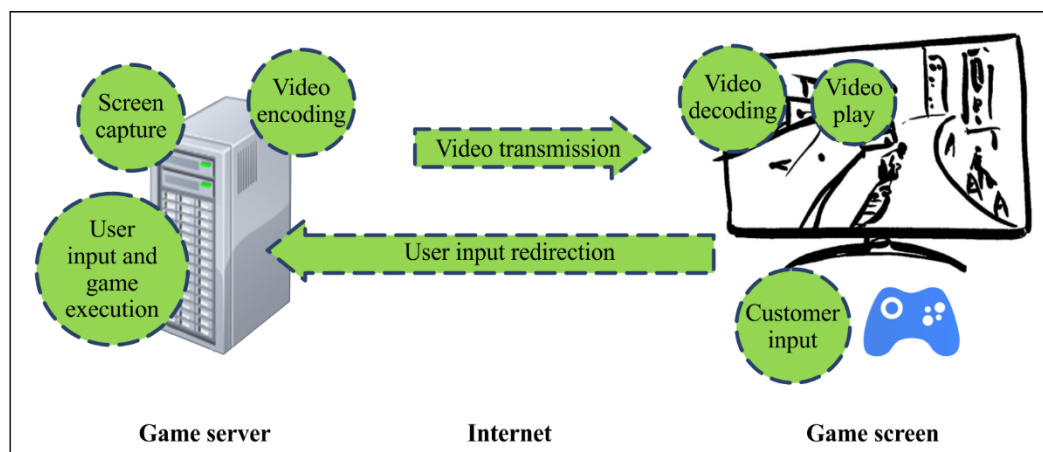 Screen
capture
Video
encoding
User
input and
game
execution
Video transmission
User input redirection
Video
decoding
Video
play
Customer
input
Game server
Internet
Game screen